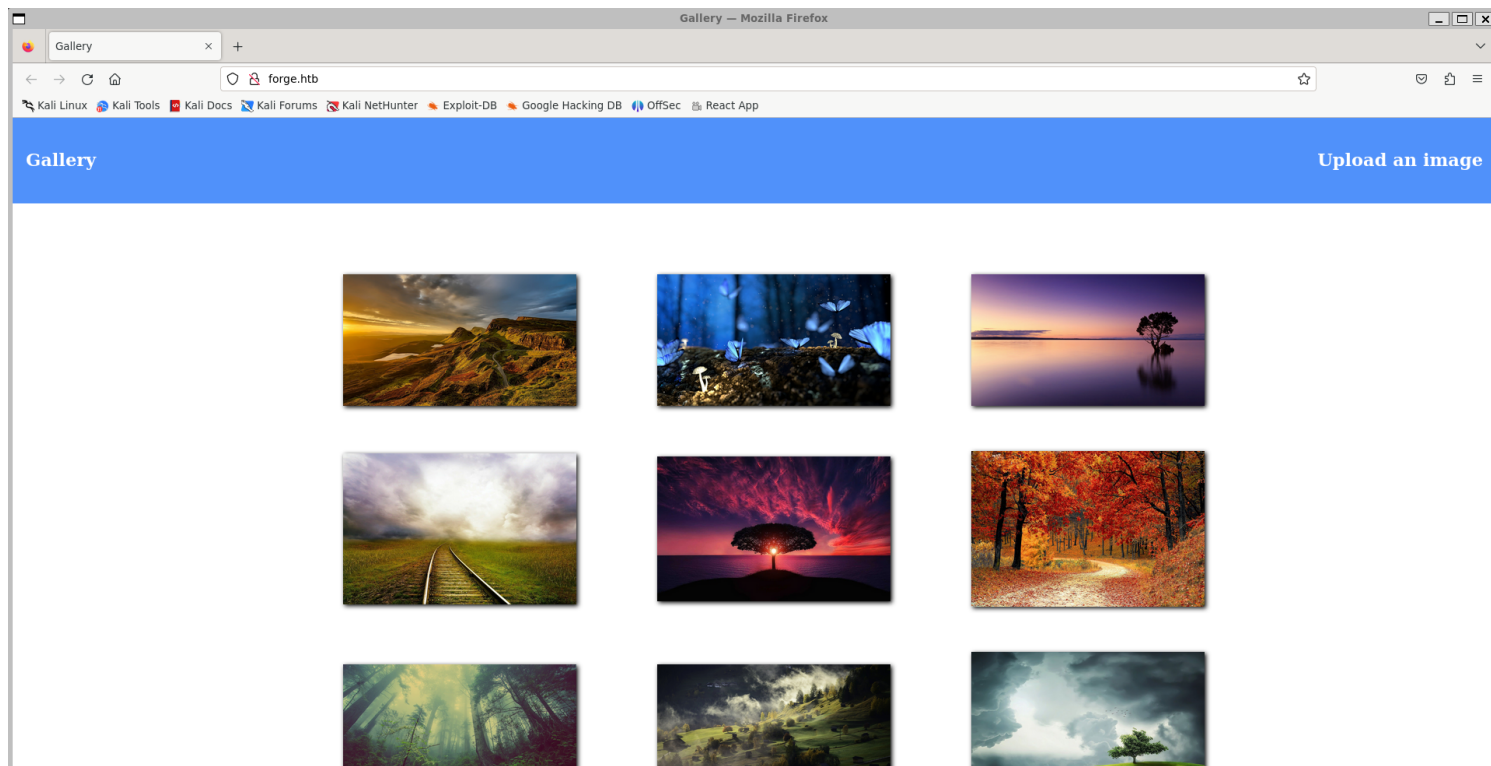 Gallery — Mozilla Firefox
Gallery
forge.htb
Kali Linux Kali Tools Kali Docs Kali Forums Kali NetHunter Exploit-DB Google Hacking DB OffSec React App
Gallery Upload an image